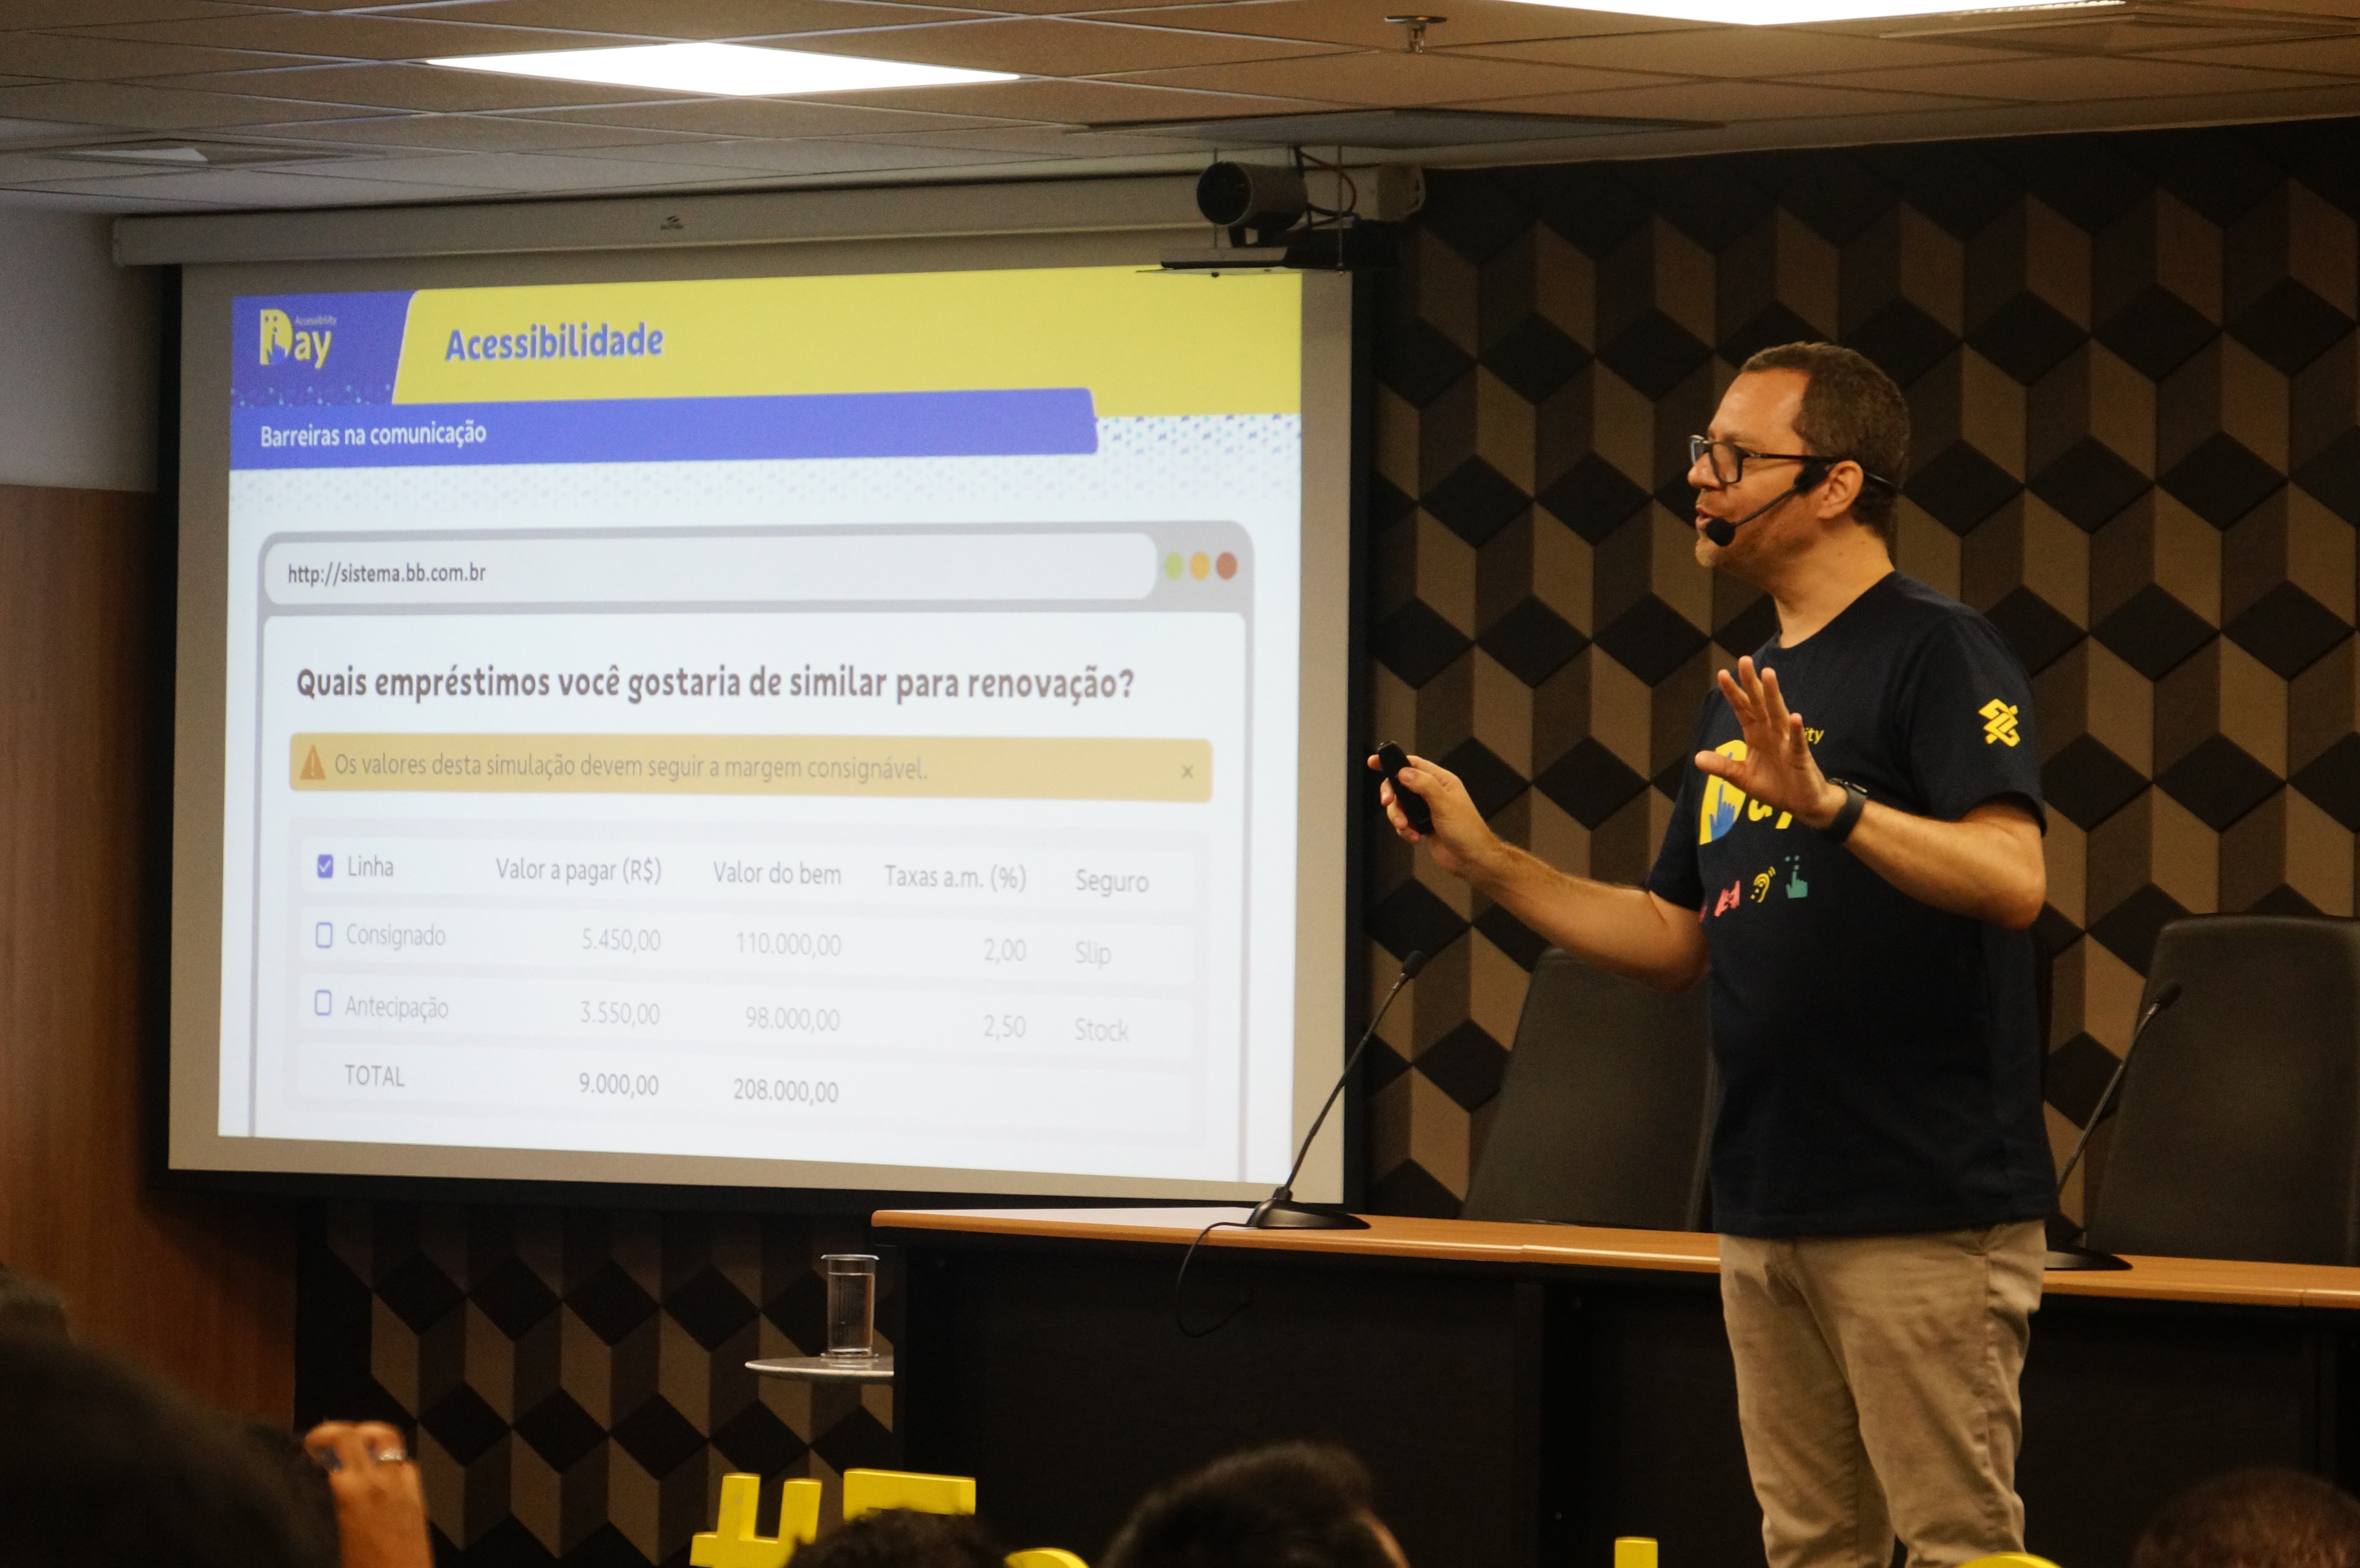 Accessibility
Day
Acessibilidade
Barreiras na comunicação
http://sistema.bb.com.br
Quais empréstimos você gostaria de similar para renovação?
Os valores desta simulação devem seguir a margem consignável. x
Linha Valor a pagar (R$) Valor do bem Taxas a.m. (%) Seguro
Consignado 5.450,00 110.000,00 2,00 Slip
Antecipação 3.550,00 98.000,00 2,50 Stock
TOTAL 9.000,00 208.000,00
ity
Day
#